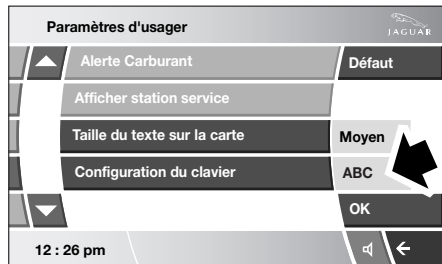 Paramètres d'usager
JAGUAR
Alerte Carburant
Défaut
Afficher station service
Taille du texte sur la carte
Moyen
Configuration du clavier
ABC
OK
12 : 26 pm